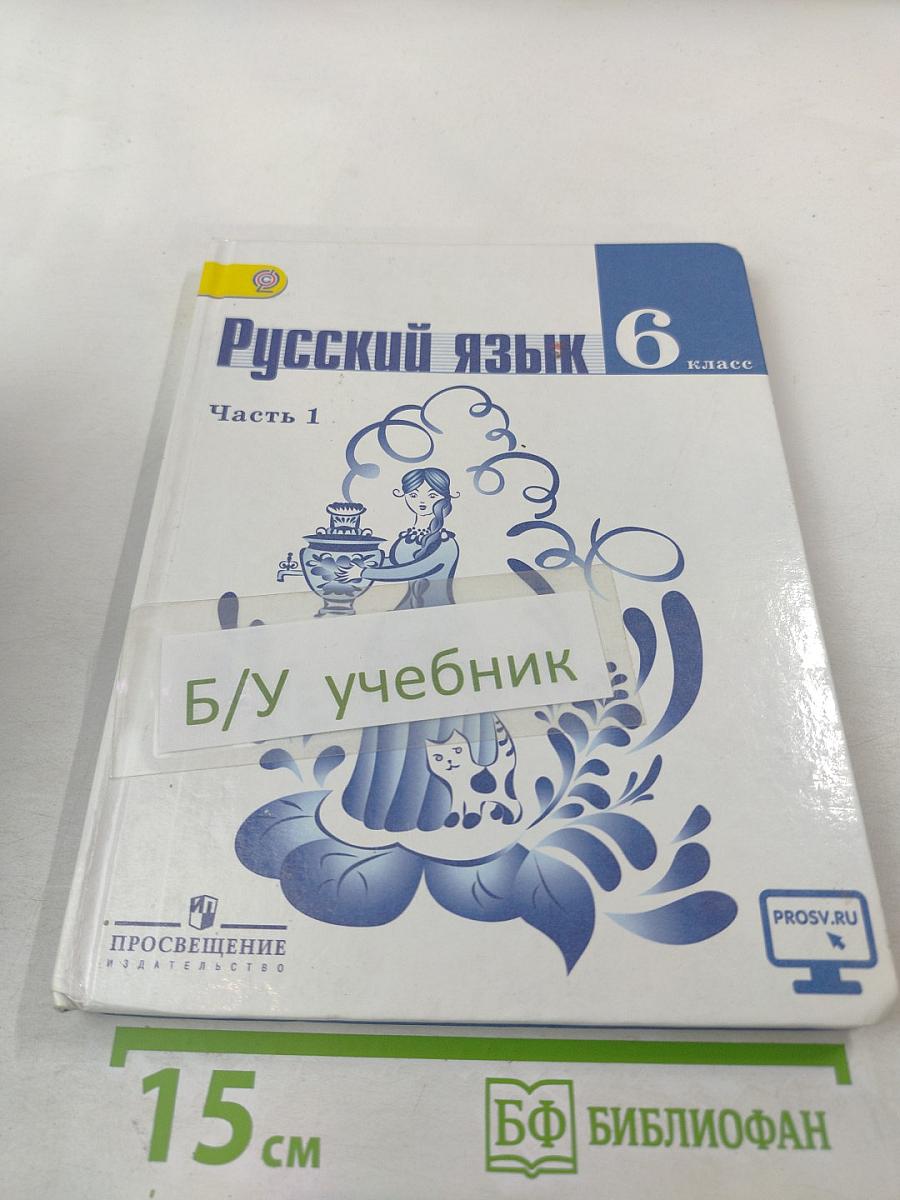 Русский язык
6
класс
Часть 1
Б/У учебник
ПРОСВЕЩЕНИЕ
ИЗДАТЕЛЬСТВО
PROSV.RU
15 см
БФ БИБЛИОФАН